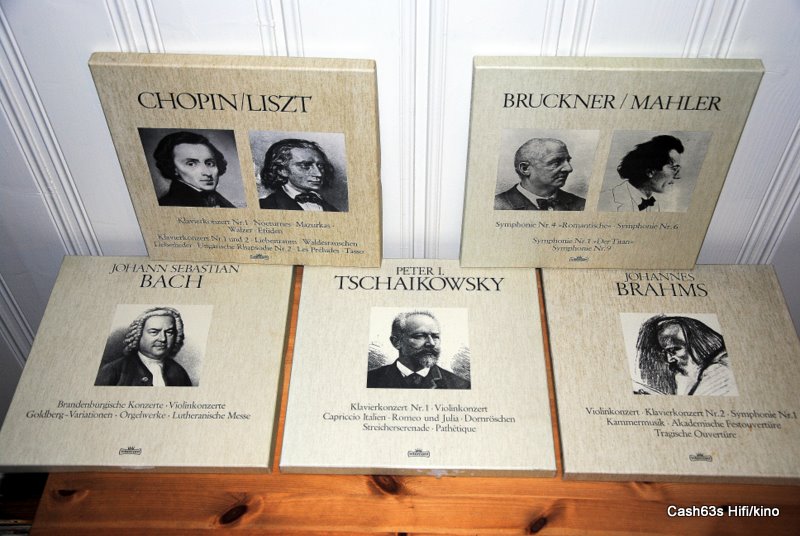 CHOPIN/LISZT
Klavierkonzert Nr. 1 · Nocturnes · Mazurkas ·
Walzer · Etüden
Klavierkonzert Nr. 1 und 2 · Liebestraum · Waldesrauschen
Liebeslieder · Ungarische Rhapsodie Nr. 2 · Les Préludes · Tasso
BRUCKNER / MAHLER
Symphonie Nr. 4 »Romantische« · Symphonie Nr. 6
Symphonie Nr. 1 »Der Titan«
Symphonie Nr. 9
JOHANN SEBASTIAN
BACH
Brandenburgische Konzerte · Violinkonzerte
Goldberg-Variationen · Orgelwerke · Lutheranische Messe
PETER I.
TSCHAIKOWSKY
Klavierkonzert Nr. 1 · Violinkonzert
Capriccio Italien · Romeo und Julia · Dornröschen
Streicherserenade · Pathétique
JOHANNES
BRAHMS
Violinkonzert · Klavierkonzert Nr. 2 · Symphonie Nr. 1
Kammermusik · Akademische Festouvertüre
Tragische Ouvertüre
Cash63s Hifi/kino